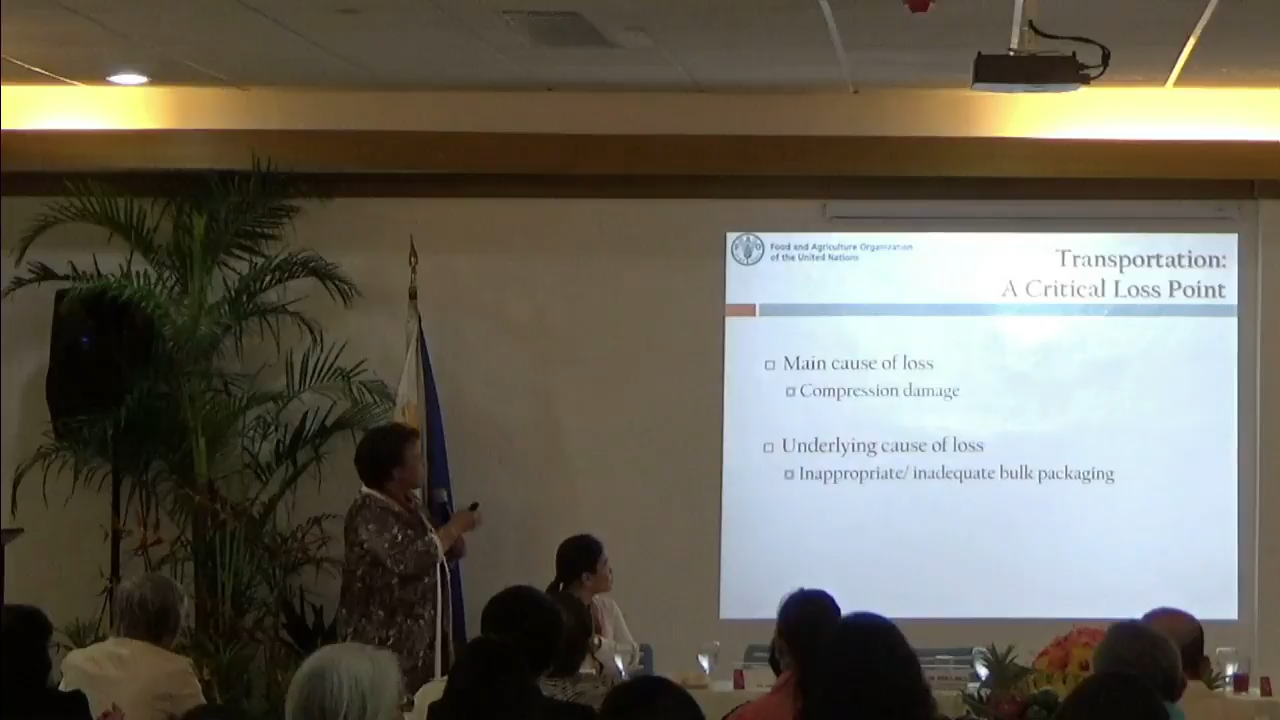 Food and Agriculture Organization
of the United Nations
Transportation:
A Critical Loss Point
Main cause of loss
Compression damage
Underlying cause of loss
Inappropriate/ inadequate bulk packaging